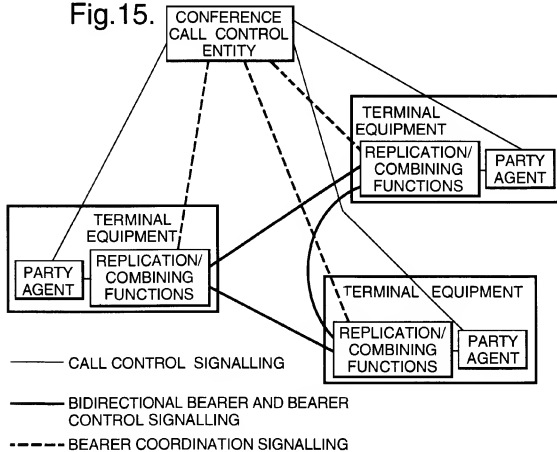 Fig.15.
CONFERENCE
CALL CONTROL
ENTITY
TERMINAL
EQUIPMENT
REPLICATION/
COMBINING
FUNCTIONS
PARTY
AGENT
TERMINAL
EQUIPMENT
PARTY
AGENT
REPLICATION/
COMBINING
FUNCTIONS
TERMINAL EQUIPMENT
REPLICATION/
COMBINING
FUNCTIONS
PARTY
AGENT
CALL CONTROL SIGNALLING
BIDIRECTIONAL BEARER AND BEARER
CONTROL SIGNALLING
BEARER COORDINATION SIGNALLING